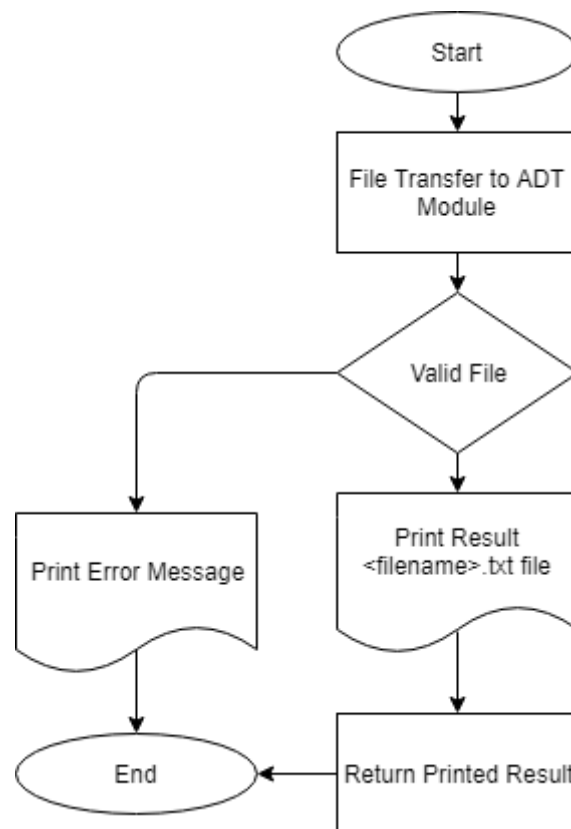 Start
File Transfer to ADT
Module
Valid File
Print Error Message
Print Result
<filename>.txt file
End
Return Printed Result